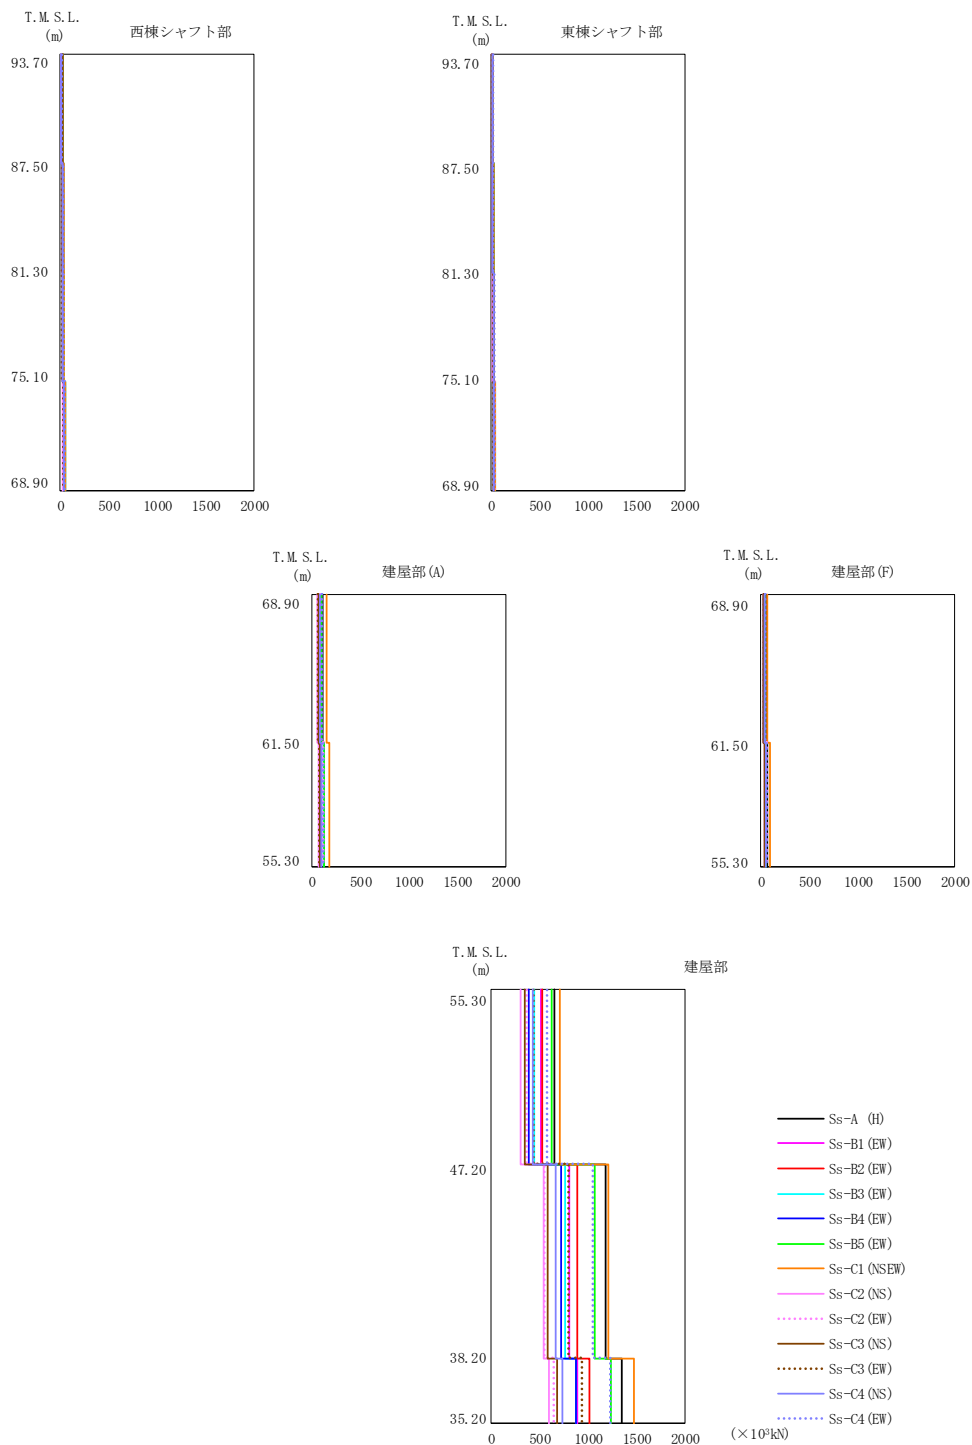 T.M.S.L.
(m)
西棟シャフト部
93.70
87.50
81.30
75.10
68.90
0 500 1000 1500 2000
T.M.S.L.
(m)
東棟シャフト部
93.70
87.50
81.30
75.10
68.90
0 500 1000 1500 2000
T.M.S.L.
(m)
建屋部(A)
68.90
61.50
55.30
0 500 1000 1500 2000
T.M.S.L.
(m)
建屋部(F)
68.90
61.50
55.30
0 500 1000 1500 2000
T.M.S.L.
(m)
建屋部
55.30
47.20
38.20
35.20
0 500 1000 1500 2000
(×10³kN)
Ss-A (H)
Ss-B1(EW)
Ss-B2(EW)
Ss-B3(EW)
Ss-B4(EW)
Ss-B5(EW)
Ss-C1(NSEW)
Ss-C2(NS)
Ss-C2(EW)
Ss-C3(NS)
Ss-C3(EW)
Ss-C4(NS)
Ss-C4(EW)